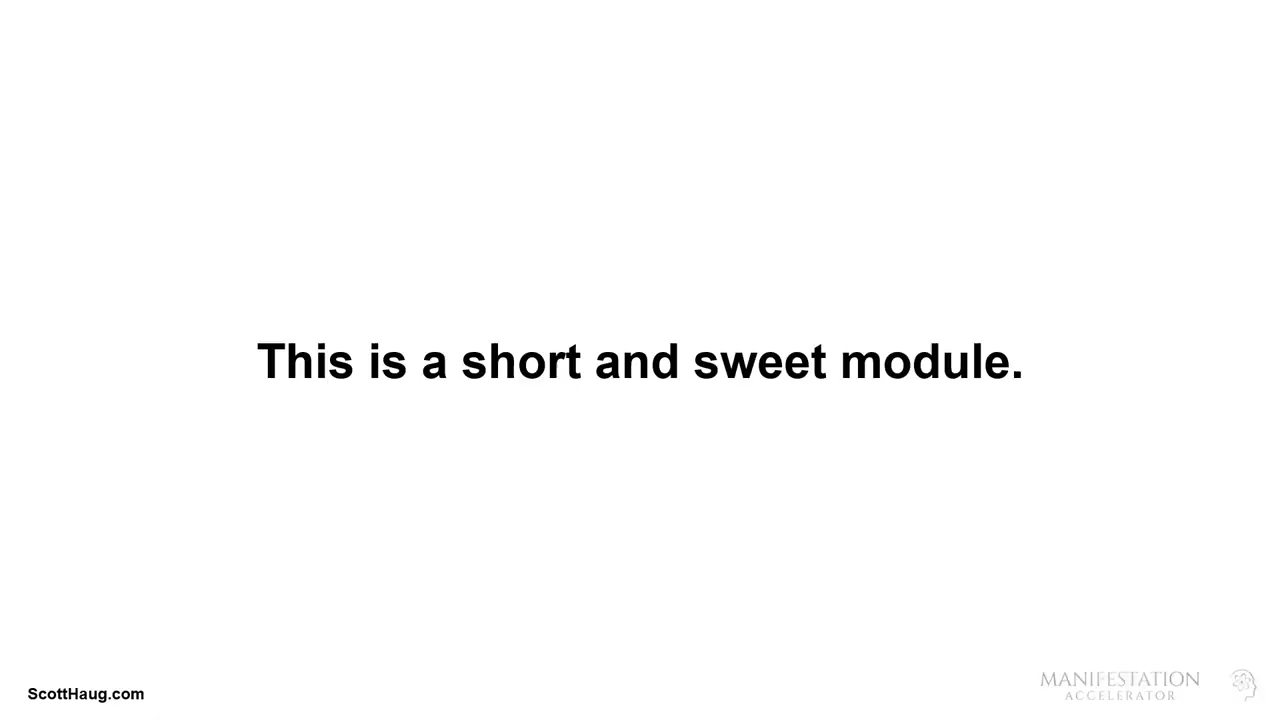 This is a short and sweet module.
ScottHaug.com
MANIFESTATION
ACCELERATOR